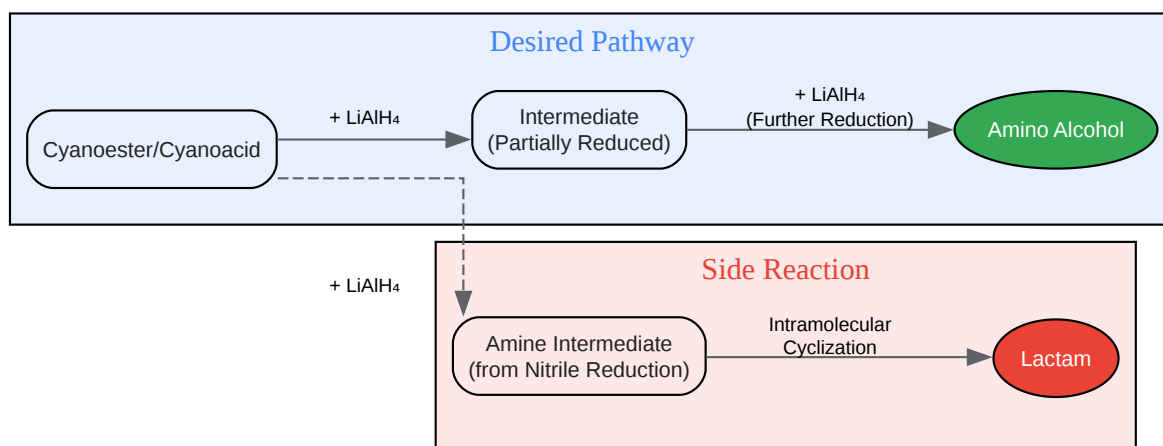 Desired Pathway
Cyanoester/Cyanoacid
+ LiAlH₄
Intermediate
(Partially Reduced)
+ LiAlH₄
(Further Reduction)
Amino Alcohol
+ LiAlH₄
Side Reaction
Amine Intermediate
(from Nitrile Reduction)
Intramolecular
Cyclization
Lactam